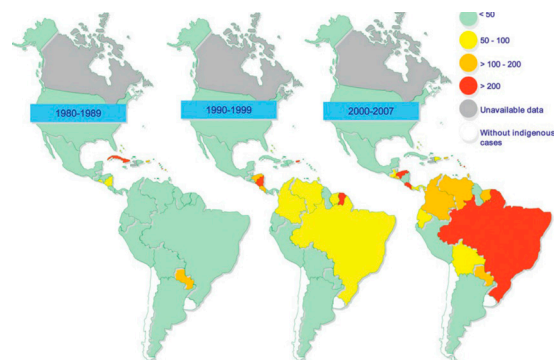 < 50
50 - 100
> 100 - 200
> 200
Unavailable data
Without indigenous
cases
1980-1989
1990-1999
2000-2007